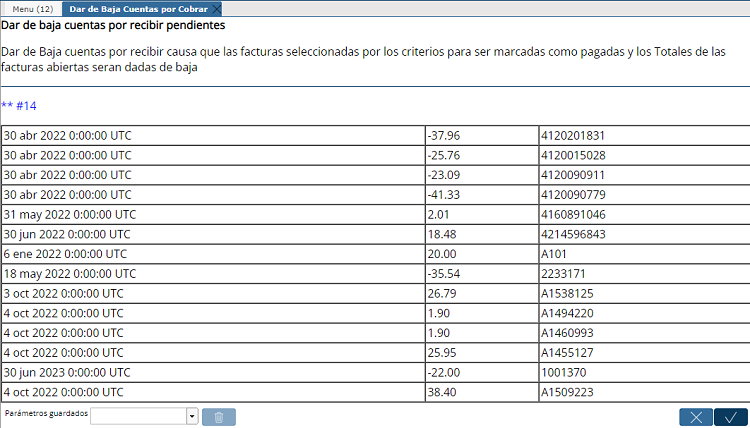 Menu (12) Dar de Baja Cuentas por Cobrar
Dar de baja cuentas por recibir pendientes
Dar de Baja cuentas por recibir causa que las facturas seleccionadas por los criterios para ser marcadas como pagadas y los Totales de las
facturas abiertas seran dadas de baja
** #14
30 abr 2022 0:00:00 UTC -37.96 4120201831
30 abr 2022 0:00:00 UTC -25.76 4120015028
30 abr 2022 0:00:00 UTC -23.09 4120090911
30 abr 2022 0:00:00 UTC -41.33 4120090779
31 may 2022 0:00:00 UTC 2.01 4160891046
30 jun 2022 0:00:00 UTC 18.48 4214596843
6 ene 2022 0:00:00 UTC 20.00 A101
18 may 2022 0:00:00 UTC -35.54 2233171
3 oct 2022 0:00:00 UTC 26.79 A1538125
4 oct 2022 0:00:00 UTC 1.90 A1494220
4 oct 2022 0:00:00 UTC 1.90 A1460993
4 oct 2022 0:00:00 UTC 25.95 A1455127
30 jun 2023 0:00:00 UTC -22.00 1001370
4 oct 2022 0:00:00 UTC 38.40 A1509223
Parámetros guardados